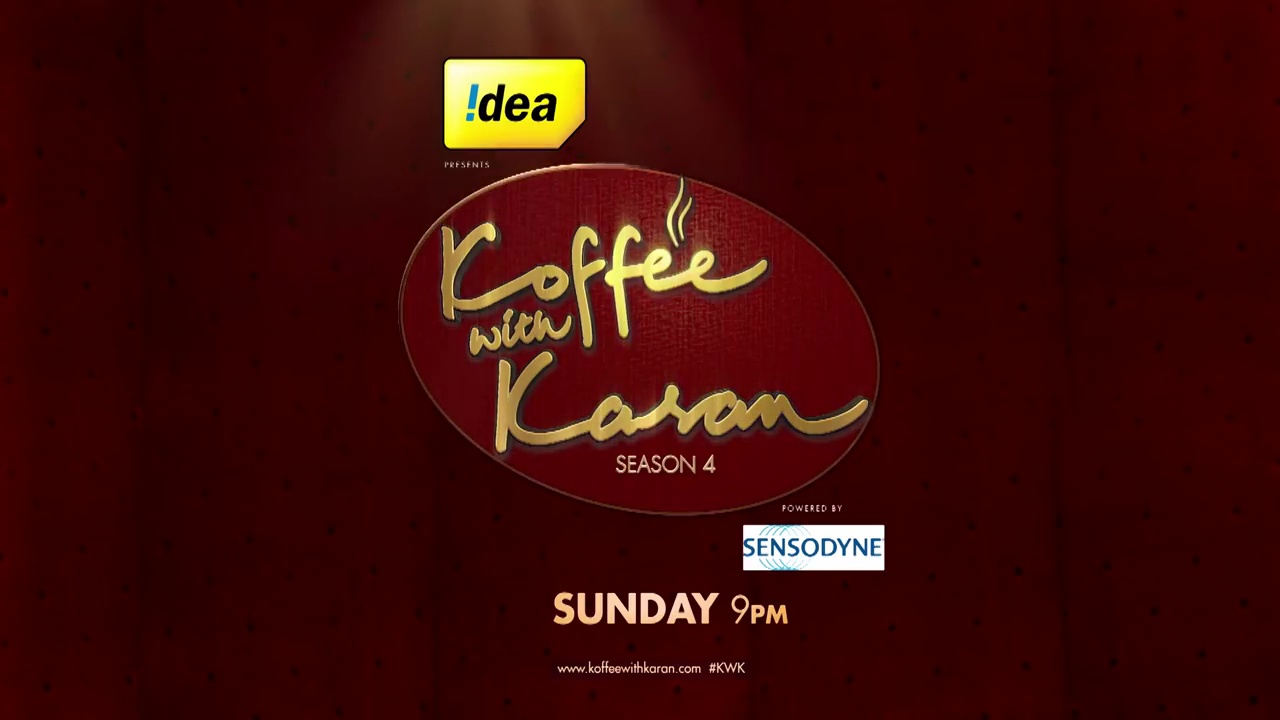 !dea
PRESENTS
Koffee
with
Karan
SEASON 4
POWERED BY
SENSODYNE
SUNDAY 9PM
www.koffeewithkaran.com #KWK